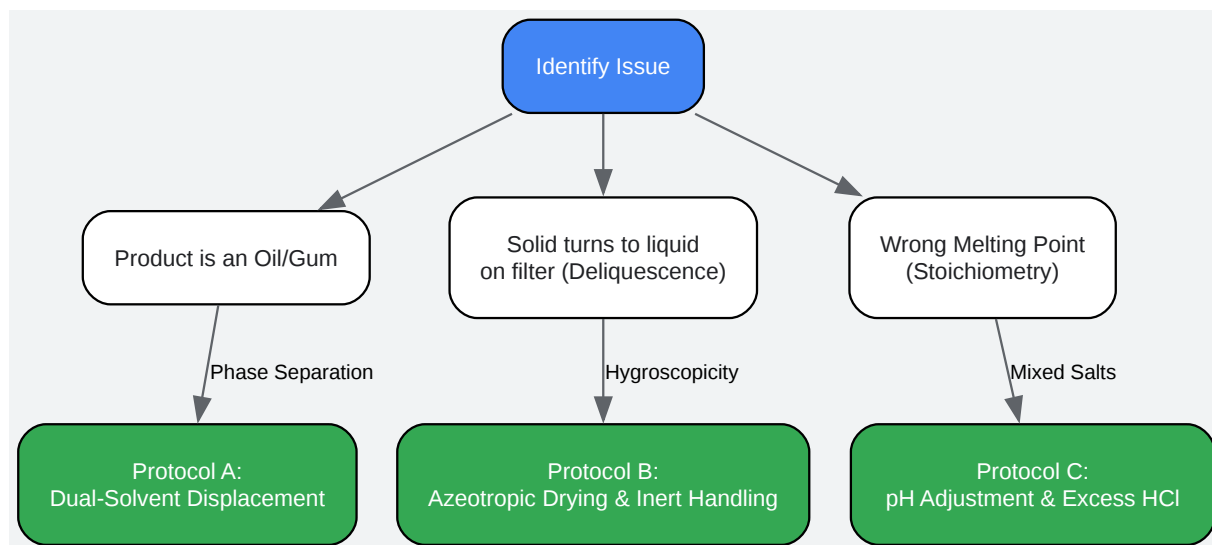 Identify Issue
Product is an Oil/Gum
Solid turns to liquid
on filter (Deliquescence)
Wrong Melting Point
(Stoichiometry)
Phase Separation
Hygroscopicity
Mixed Salts
Protocol A:
Dual-Solvent Displacement
Protocol B:
Azeotropic Drying & Inert Handling
Protocol C:
pH Adjustment & Excess HCl